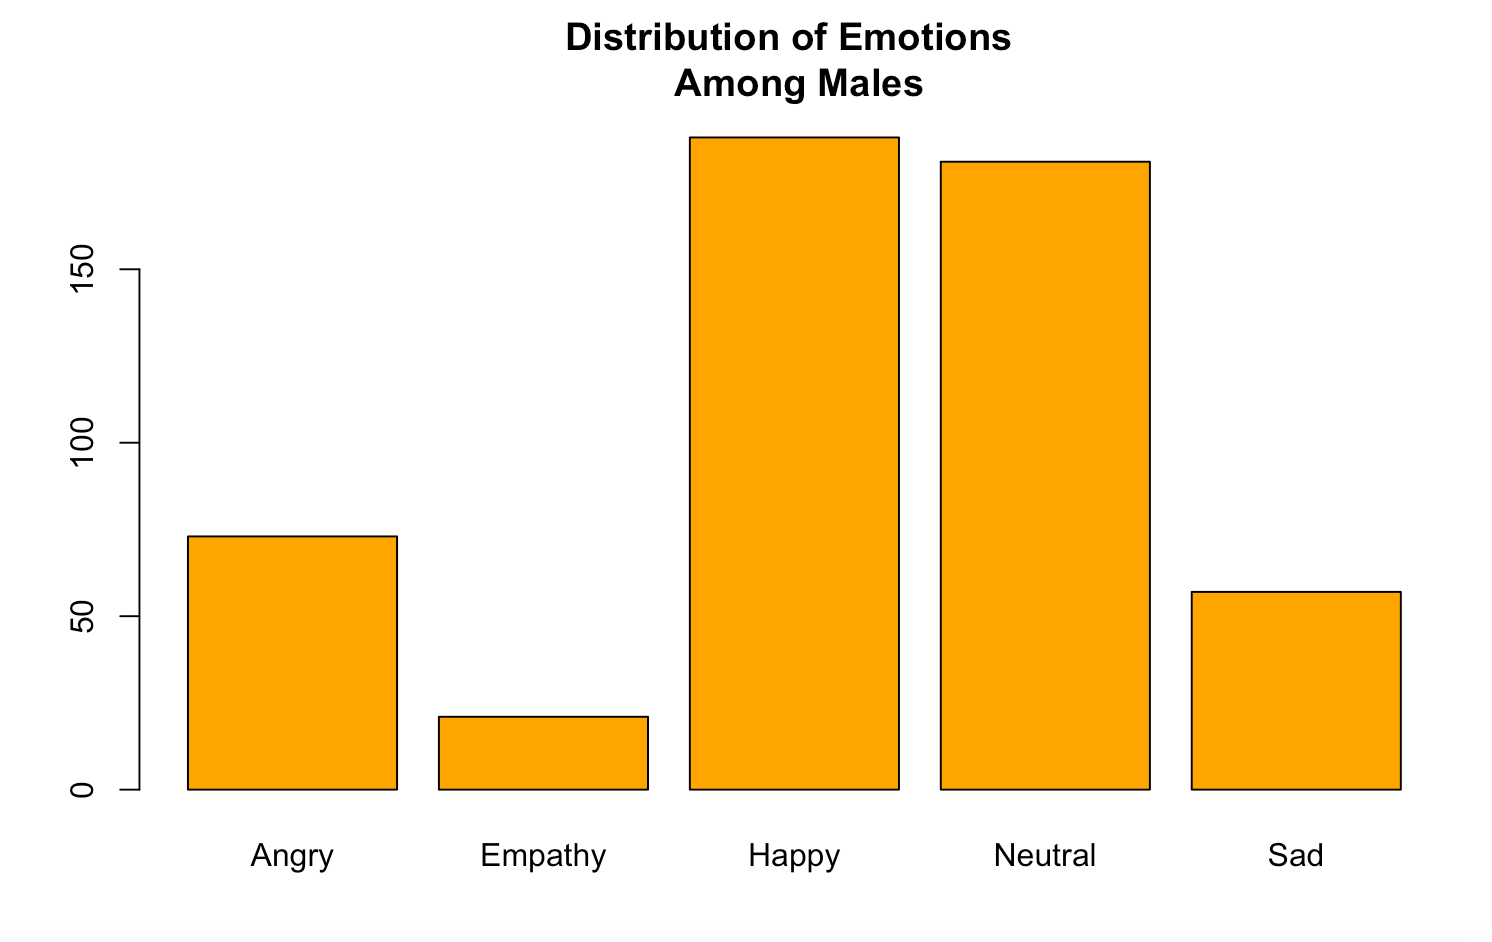 Distribution of Emotions
Among Males
150
100
50
0
Angry Empathy Happy Neutral Sad